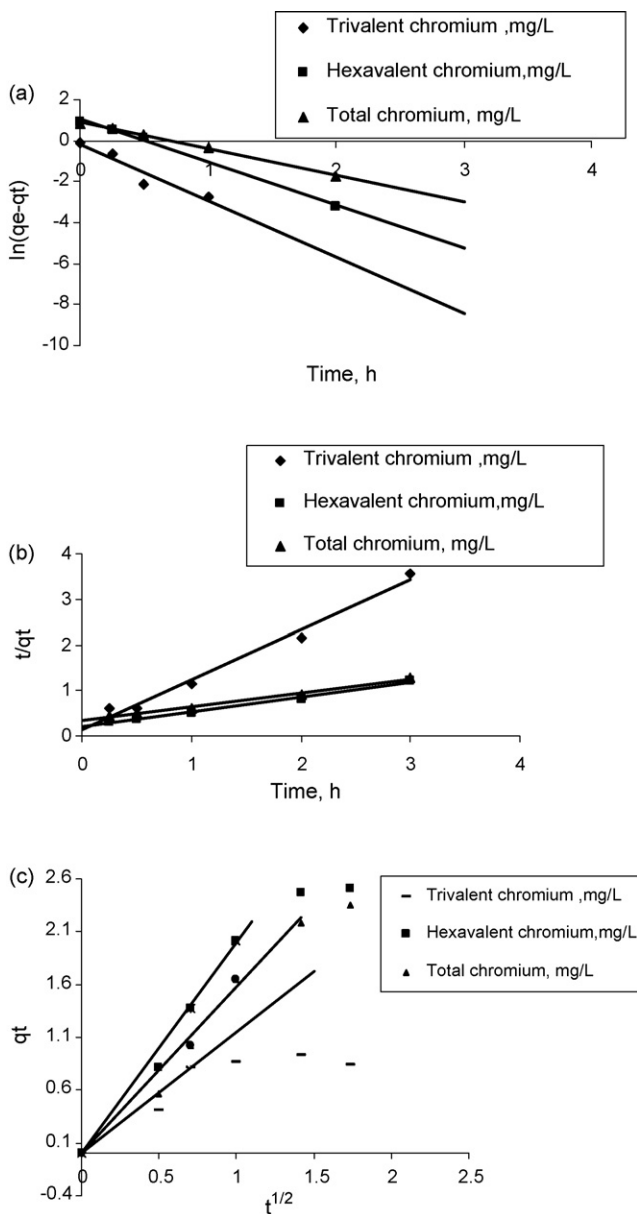 Trivalent chromium ,mg/L
Hexavalent chromium,mg/L
Total chromium, mg/L
(a)
2
0
0 1 2 3 4
-2
-4
-6
-8
-10
ln(qe-qt)
Time, h
Trivalent chromium ,mg/L
Hexavalent chromium,mg/L
Total chromium, mg/L
(b)
4
3
2
1
0
t/qt
0 1 2 3 4
Time, h
(c)
2.6
2.1
1.6
1.1
0.6
0.1
-0.4
qt
Trivalent chromium ,mg/L
Hexavalent chromium,mg/L
Total chromium, mg/L
0 0.5 1 1.5 2 2.5
t1/2